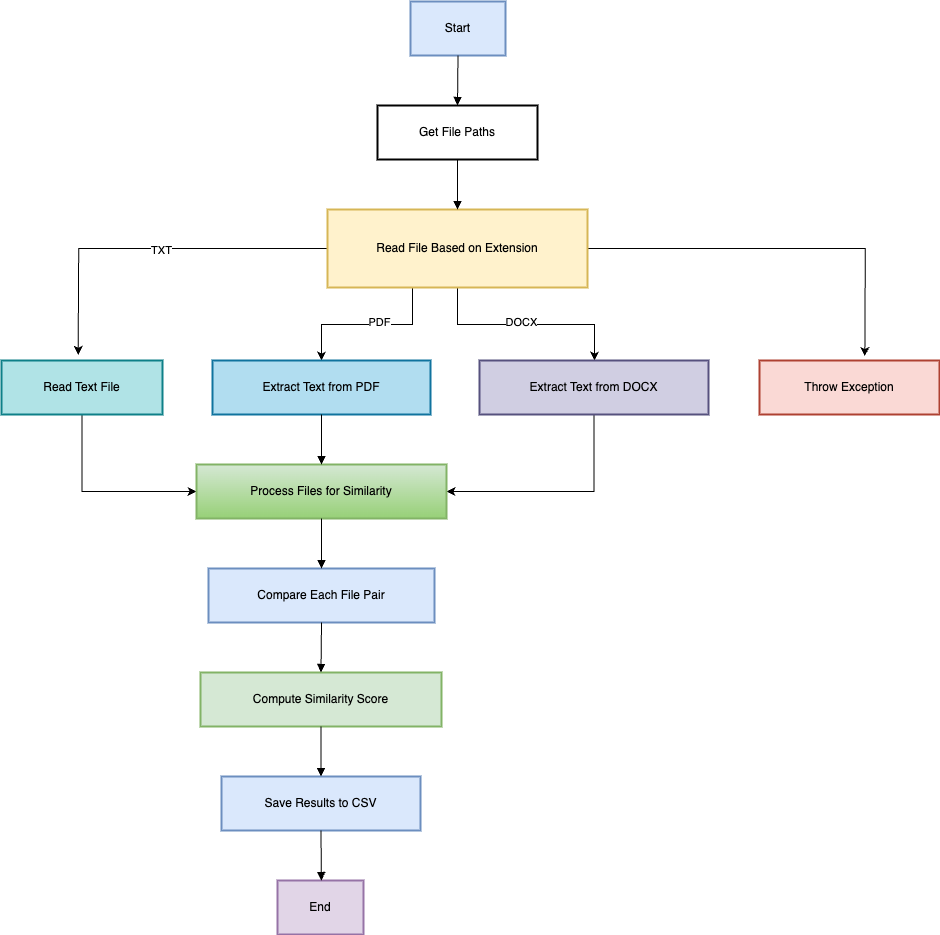 Start
Get File Paths
Read File Based on Extension
TXT
PDF
DOCX
Read Text File
Extract Text from PDF
Extract Text from DOCX
Throw Exception
Process Files for Similarity
Compare Each File Pair
Compute Similarity Score
Save Results to CSV
End